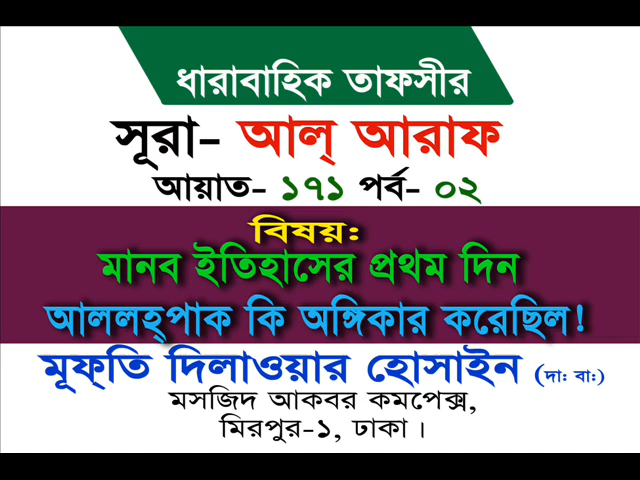 ধারাবাহিক তাফসীর
সূরা- আল্ আরাফ
আয়াত- ১৭১ পর্ব- ০২
বিষয়:
মানব ইতিহাসের প্রথম দিন
আললহ্পাক কি অঙ্গিকার করেছিল!
মূফ্তি দিলাওয়ার হোসাইন (দা: বা:)
মসজিদ আকবর কমপেক্স,
মিরপুর-১, ঢাকা।